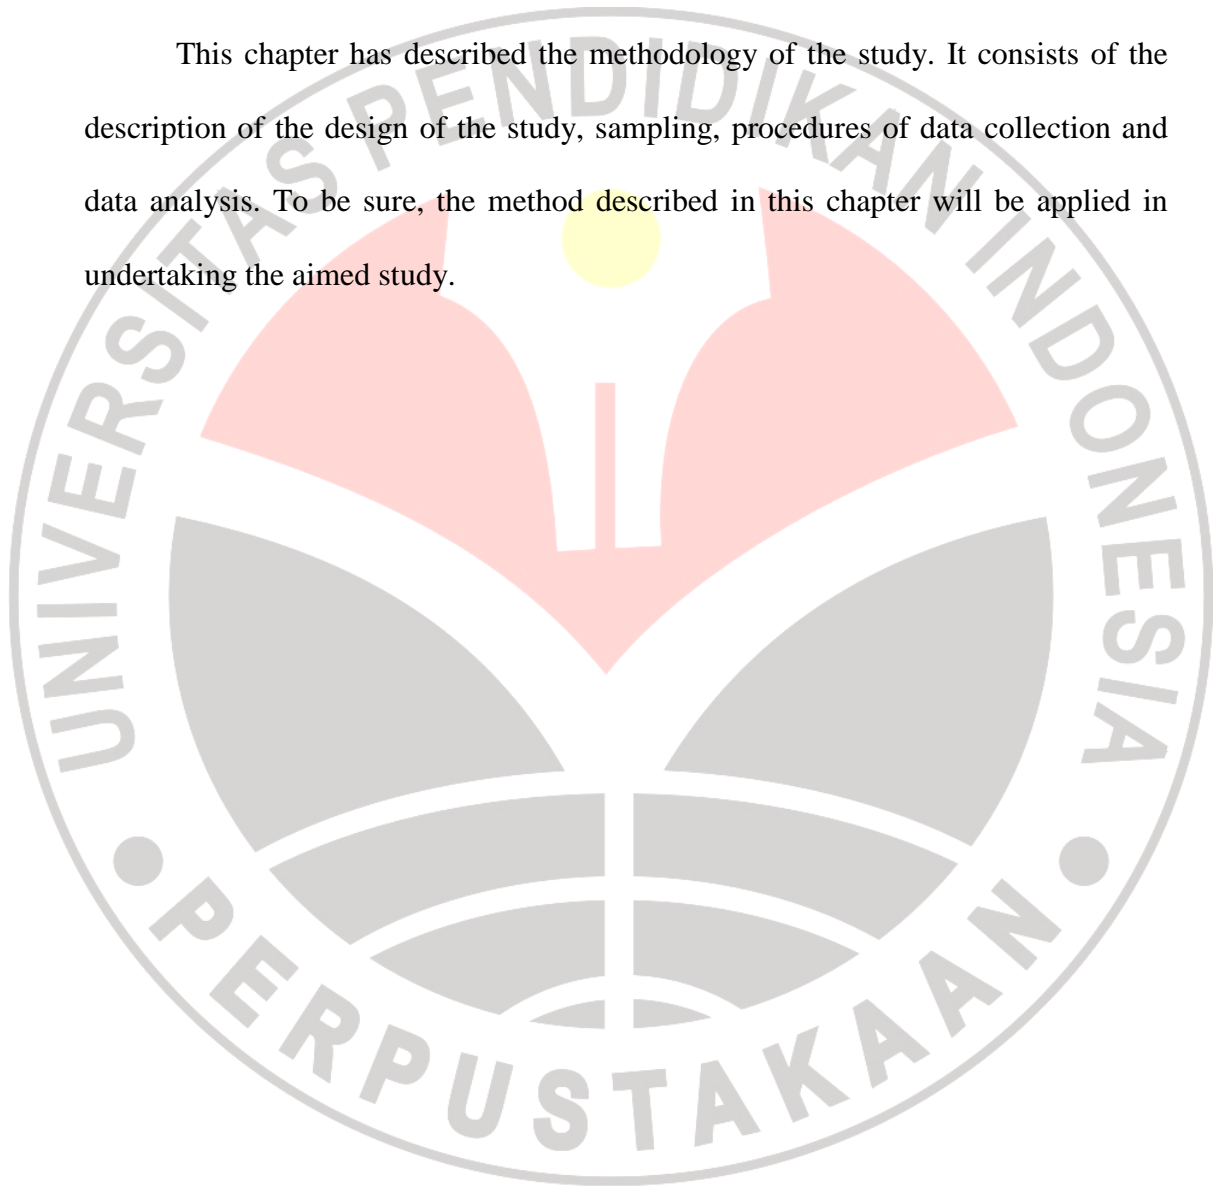 This chapter has described the methodology of the study. It consists of the
description of the design of the study, sampling, procedures of data collection and
data analysis. To be sure, the method described in this chapter will be applied in
undertaking the aimed study.
UNIVERSITAS PENDIDIKAN INDONESIA
PERPUSTAKAAN